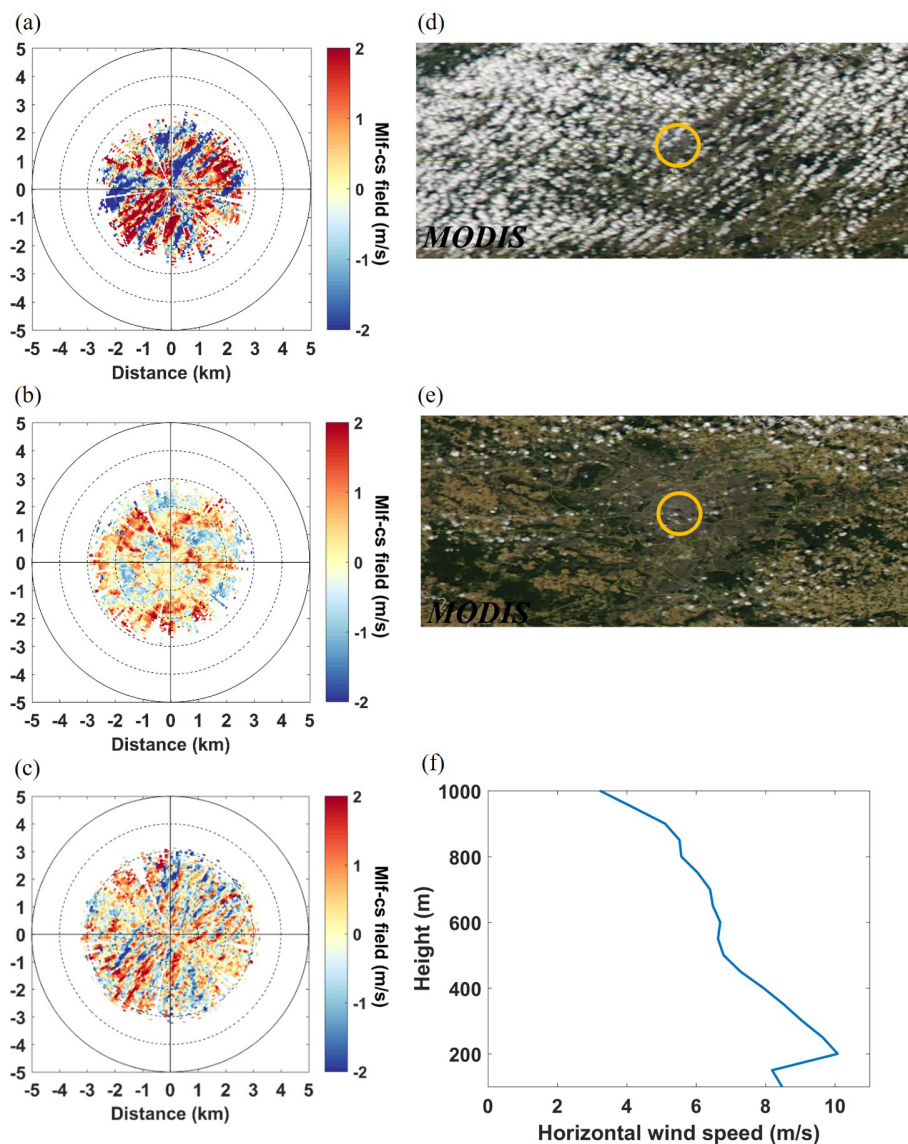 (a)
5
4
3
2
1
0
-1
-2
-3
-4
-5
-5 -4 -3 -2 -1 0 1 2 3 4 5
Distance (km)
2
1
0
-1
-2
Mlf-cs field (m/s)
(d)
MODIS
(b)
5
4
3
2
1
0
-1
-2
-3
-4
-5
-5 -4 -3 -2 -1 0 1 2 3 4 5
Distance (km)
2
1
0
-1
-2
Mlf-cs field (m/s)
(e)
MODIS
(c)
5
4
3
2
1
0
-1
-2
-3
-4
-5
-5 -4 -3 -2 -1 0 1 2 3 4 5
Distance (km)
2
1
0
-1
-2
Mlf-cs field (m/s)
(f)
1000
800
600
400
200
Height (m)
0 2 4 6 8 10
Horizontal wind speed (m/s)